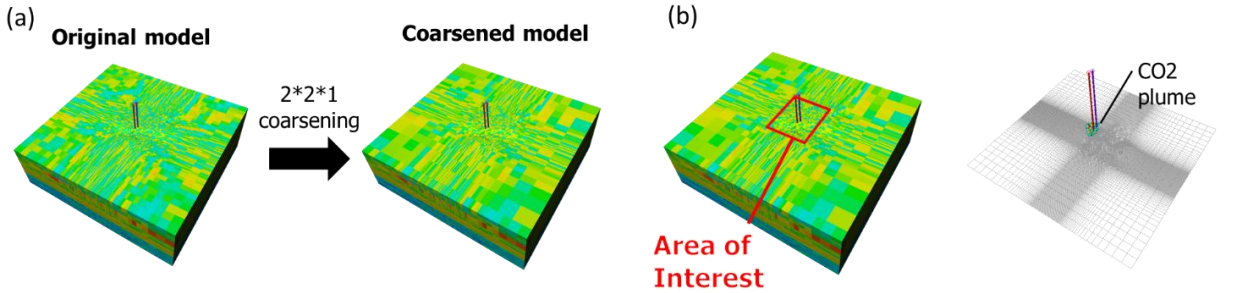 (a)
Original model
2*2*1
coarsening
Coarsened model
(b)
Area of
Interest
CO2
plume